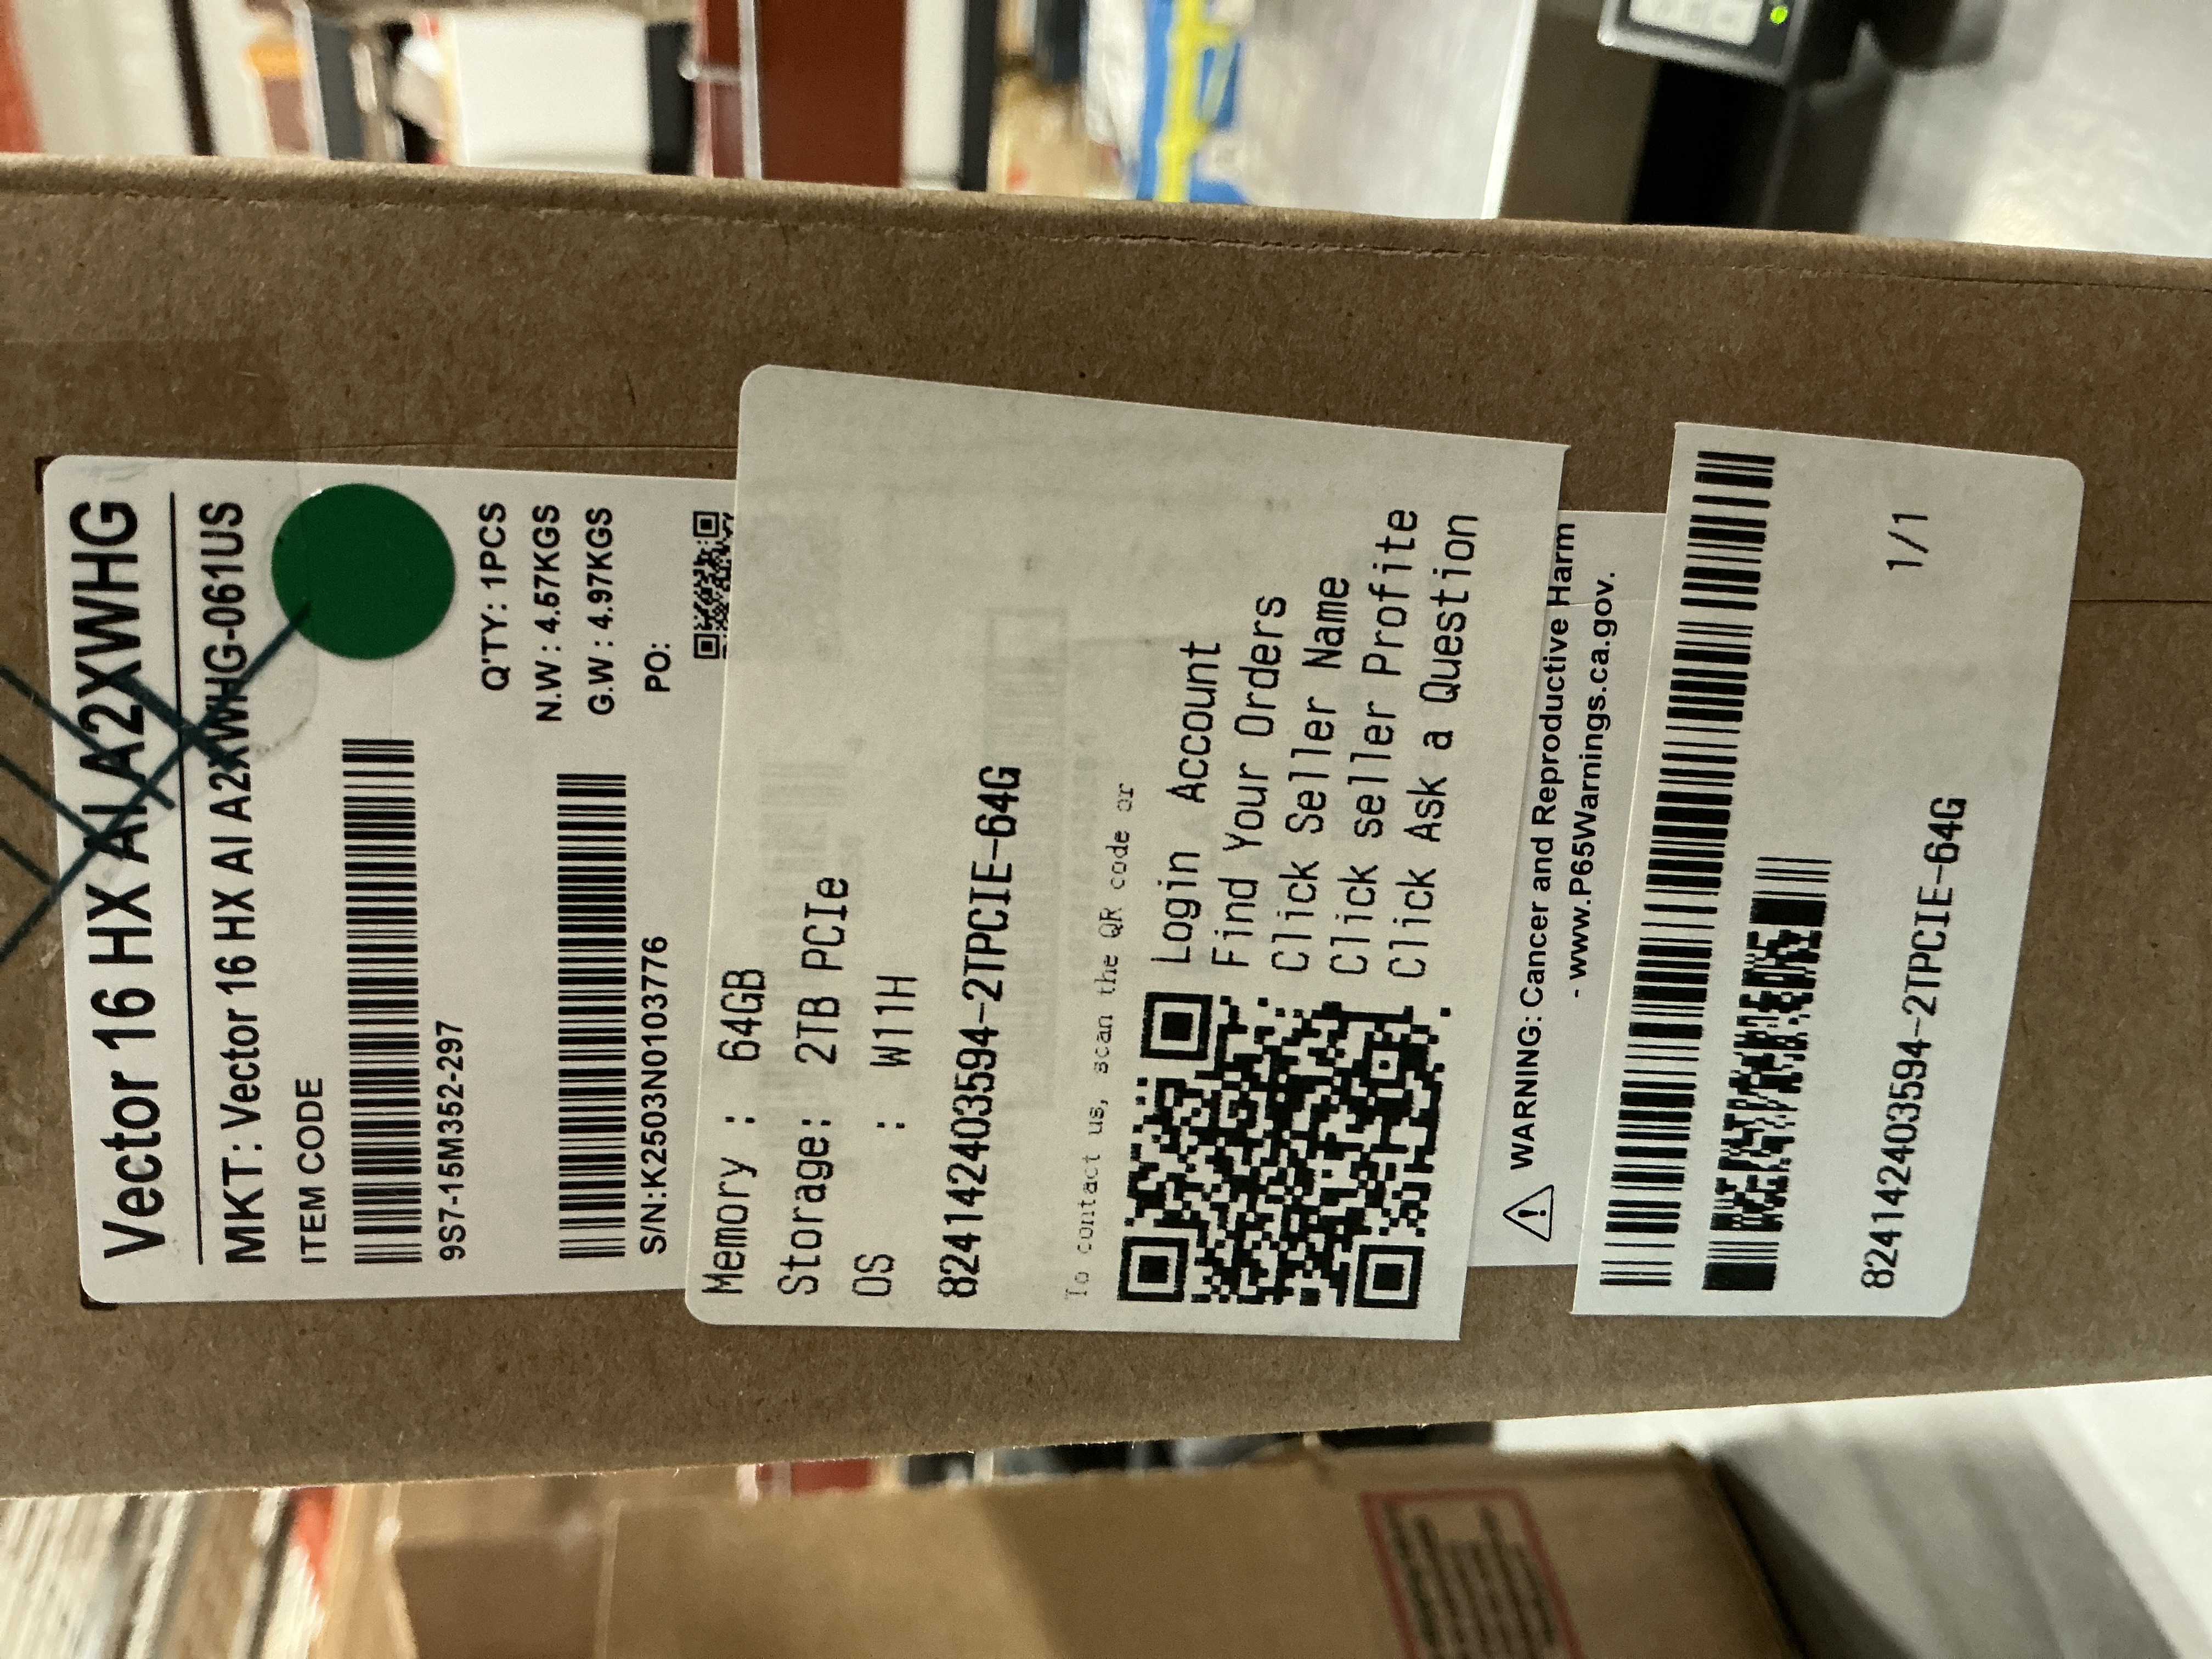 Vector 16 HX AI A2XWHG
MKT: Vector 16 HX AI A2XWHG-061US
ITEM CODE
9S7-15M352-297
Q'TY: 1PCS
N.W : 4.57KGS
G.W : 4.97KGS
PO:
S/N:K2503N0103776
Memory : 64GB
Storage: 2TB PCIe
OS : W11H
824142403594-2TPCIE-64G
To contact us, scan the QR code or
Login Account
Find Your Orders
Click Seller Name
Click seller Profite
Click Ask a Question
WARNING: Cancer and Reproductive Harm
- www.P65Warnings.ca.gov.
1/1
824142403594-2TPCIE-64G